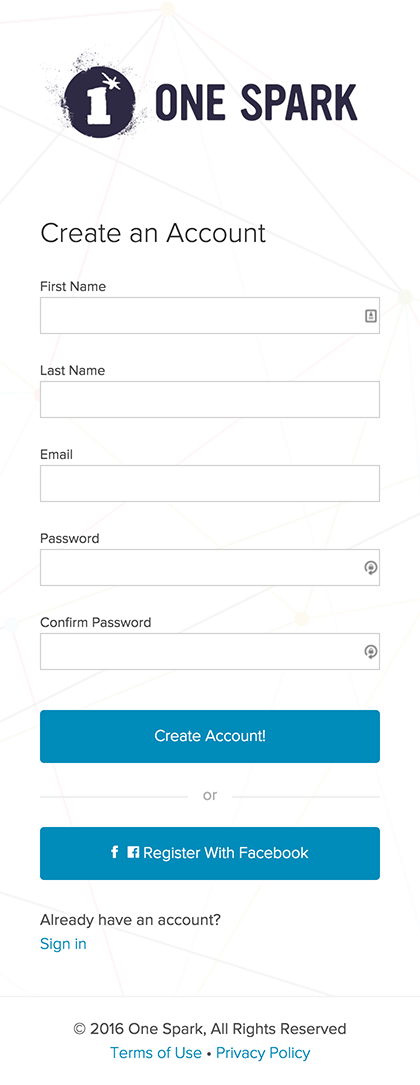 1 ONE SPARK
Create an Account
First Name
Last Name
Email
Password
Confirm Password
Create Account!
or
Register With Facebook
Already have an account?
Sign in
© 2016 One Spark, All Rights Reserved
Terms of Use • Privacy Policy